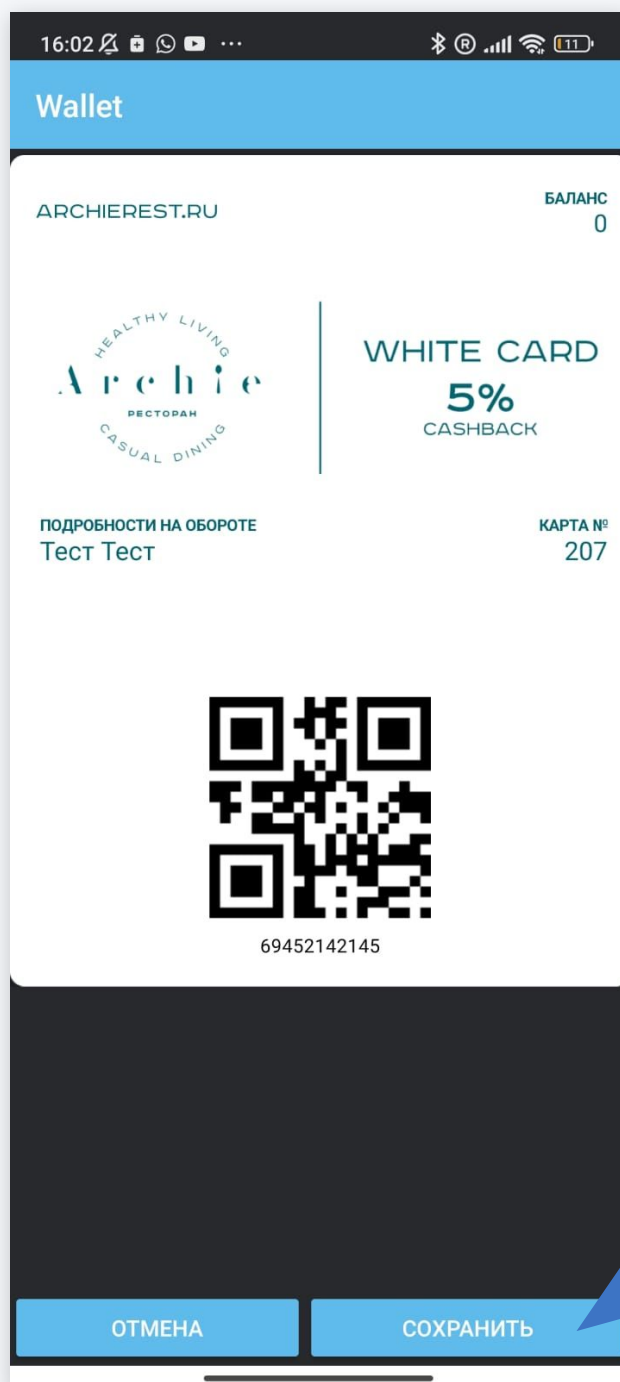 16:02
11
Wallet
ARCHIEREST.RU
БАЛАНС
0
HEALTHY LIVING
Archie
РЕСТОРАН
CASUAL DINING
WHITE CARD
5%
CASHBACK
ПОДРОБНОСТИ НА ОБОРОТЕ
Тест Тест
КАРТА №
207
69452142145
ОТМЕНА
СОХРАНИТЬ